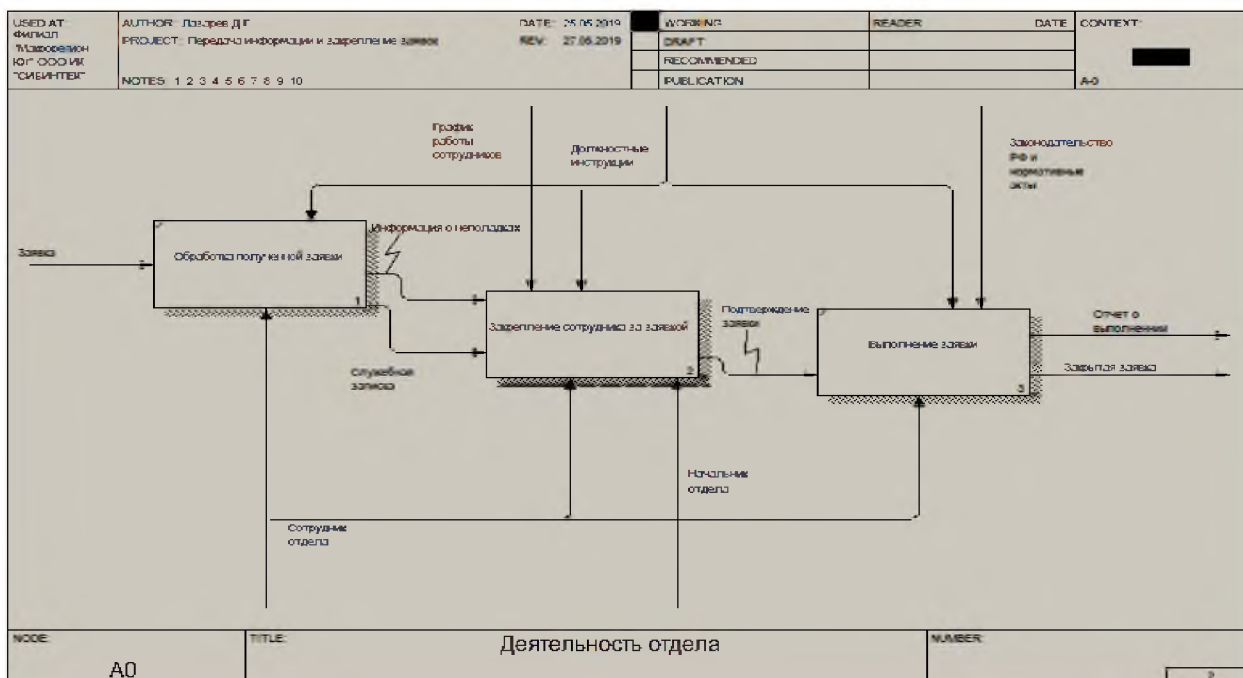 USED AT:
Филиал
"Макрорегион
Юг" ООО ИК
"СИБИНТЕК"
AUTHOR: Лазарев Д.Г.
DATE: 25.05.2019
PROJECT: Передача информации и закрепление заявок
REV: 27.06.2019
NOTES: 1 2 3 4 5 6 7 8 9 10
WORKING
DRAFT
RECOMMENDED
PUBLICATION
READER
DATE
CONTEXT:
A-0
График
работы
сотрудников
Должностные
инструкции
Законодательство
РФ и
нормативные
акты
Заявка
Обработка полученной заявки
1
Информация о неполадках
Закрепление сотрудника за заявкой
2
Служебная
записка
Подтверждение
заявки
Выполнение заявки
3
Отчет о
выполнении
Закрытая заявка
Начальник
отдела
Сотрудник
отдела
NODE:
A0
TITLE:
Деятельность отдела
NUMBER:
2